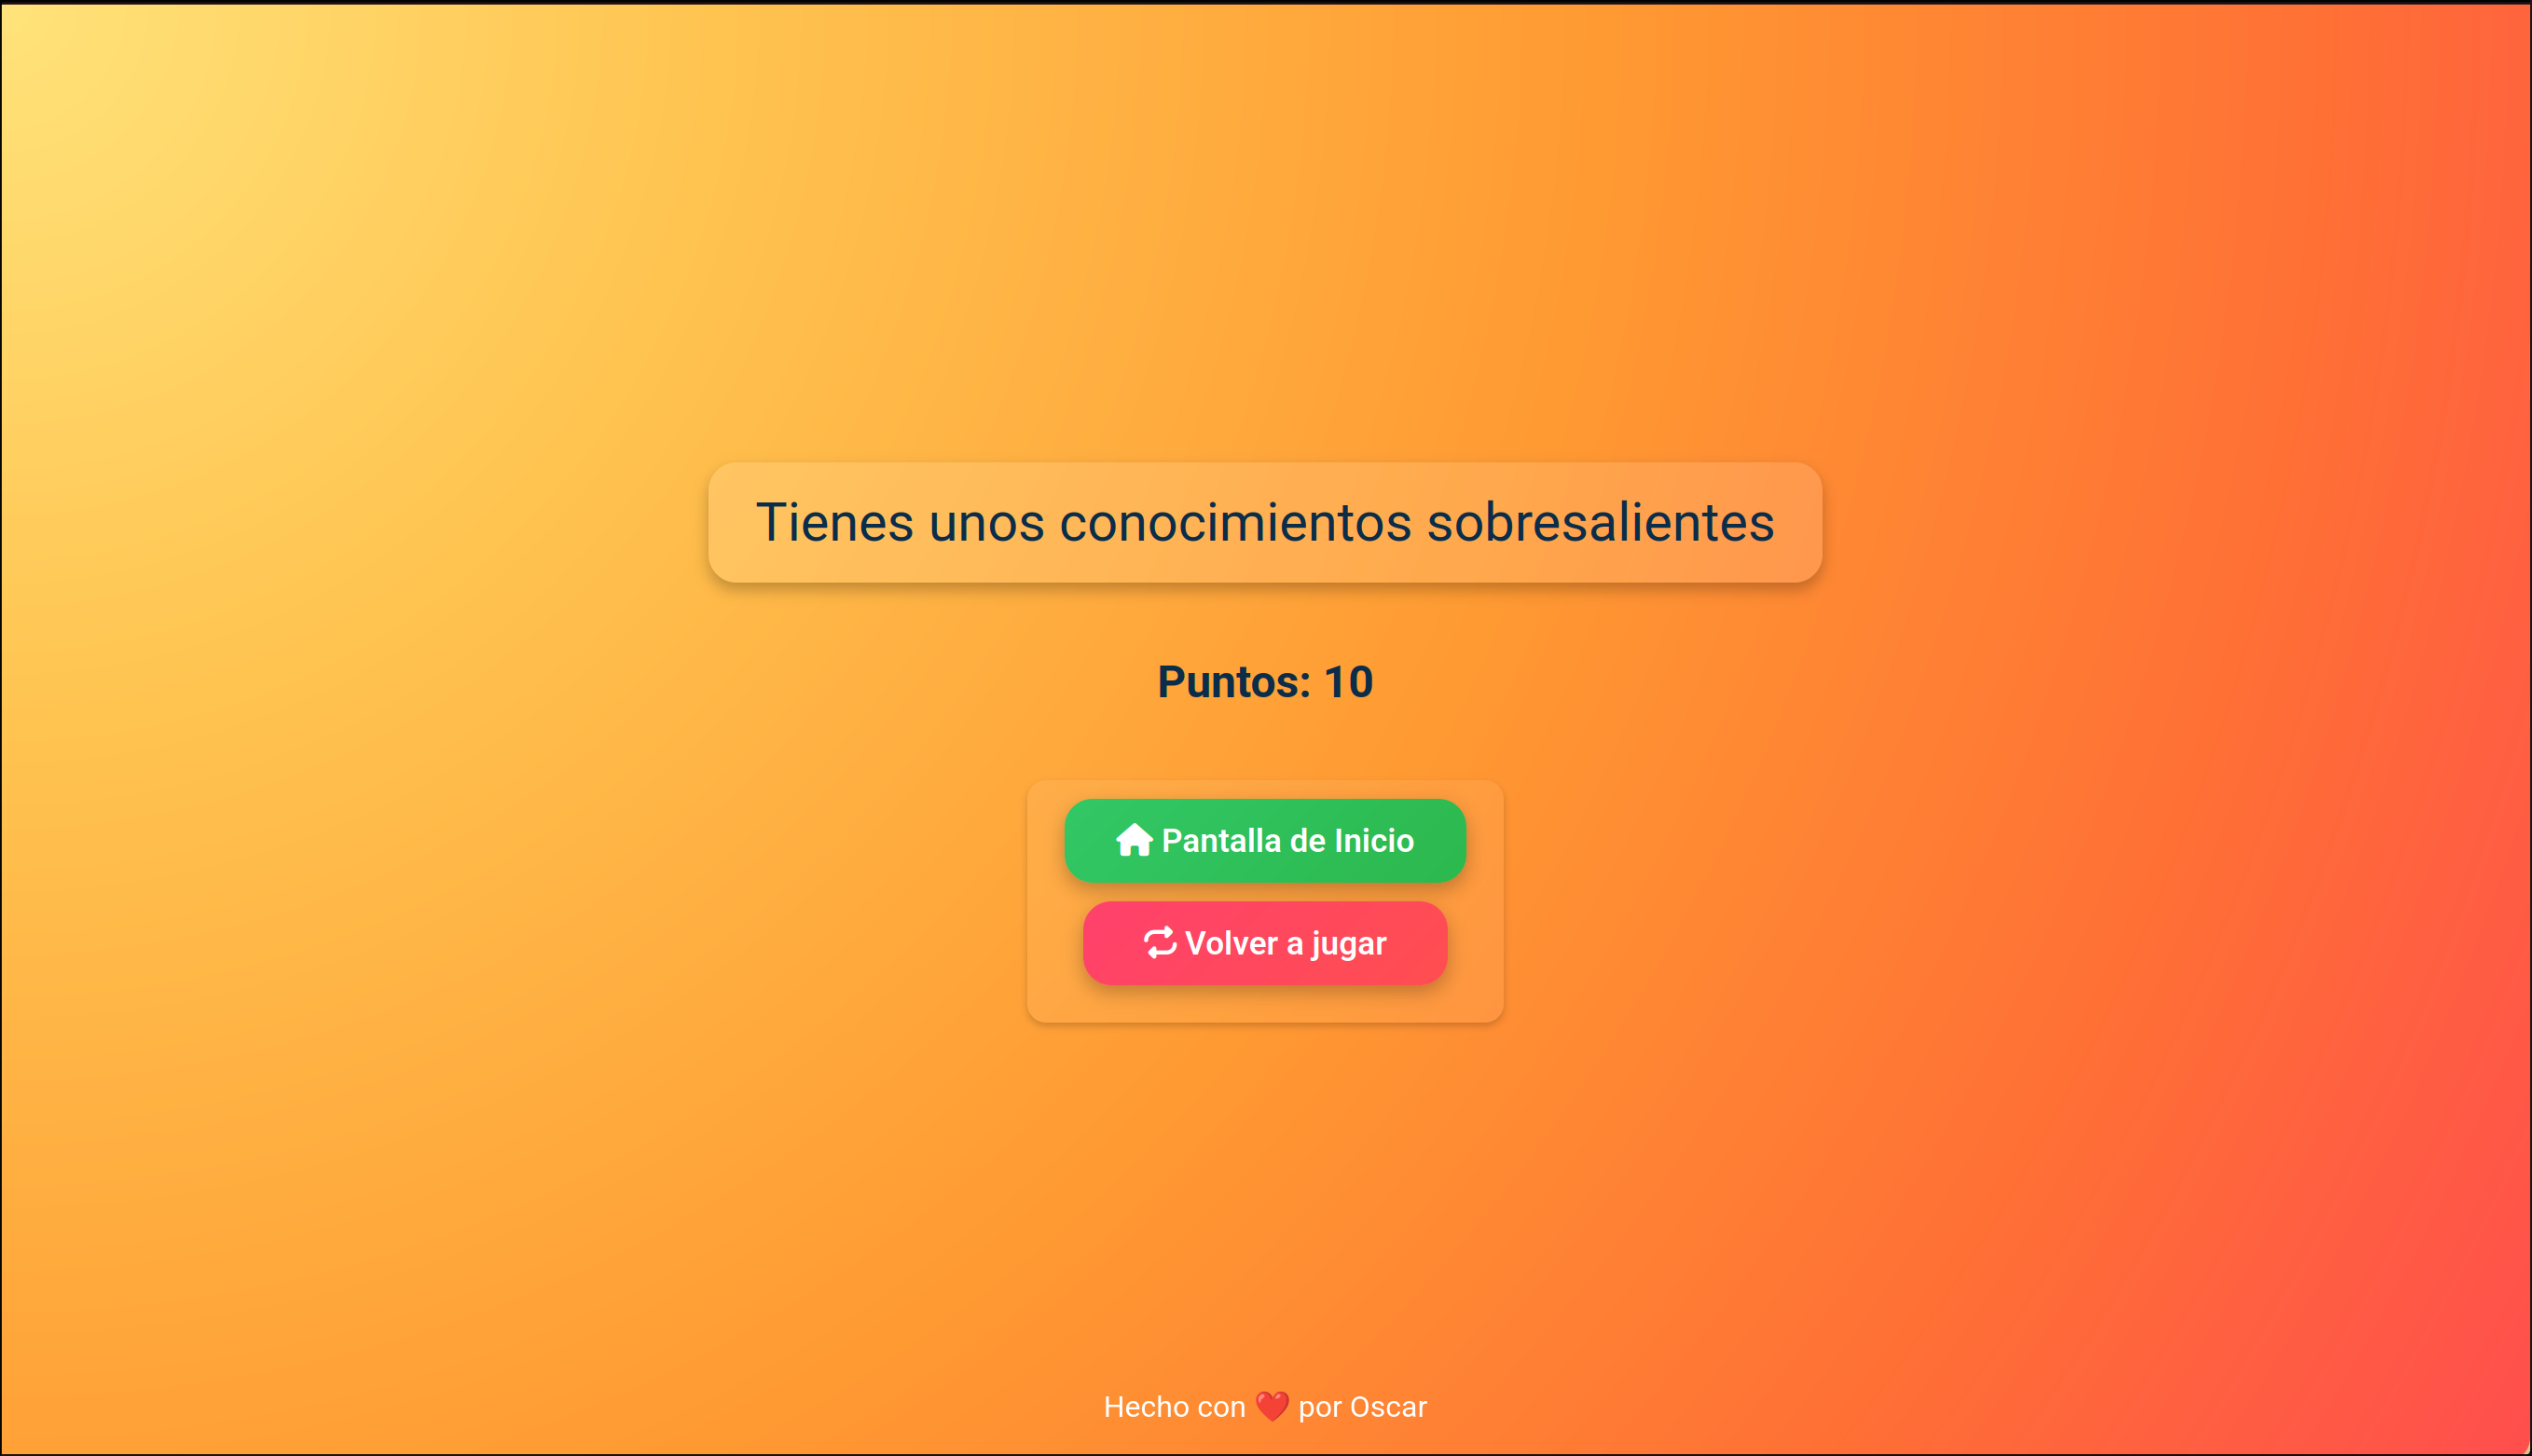 Tienes unos conocimientos sobresalientes
Puntos: 10
Pantalla de Inicio
Volver a jugar
Hecho con ❤️ por Oscar